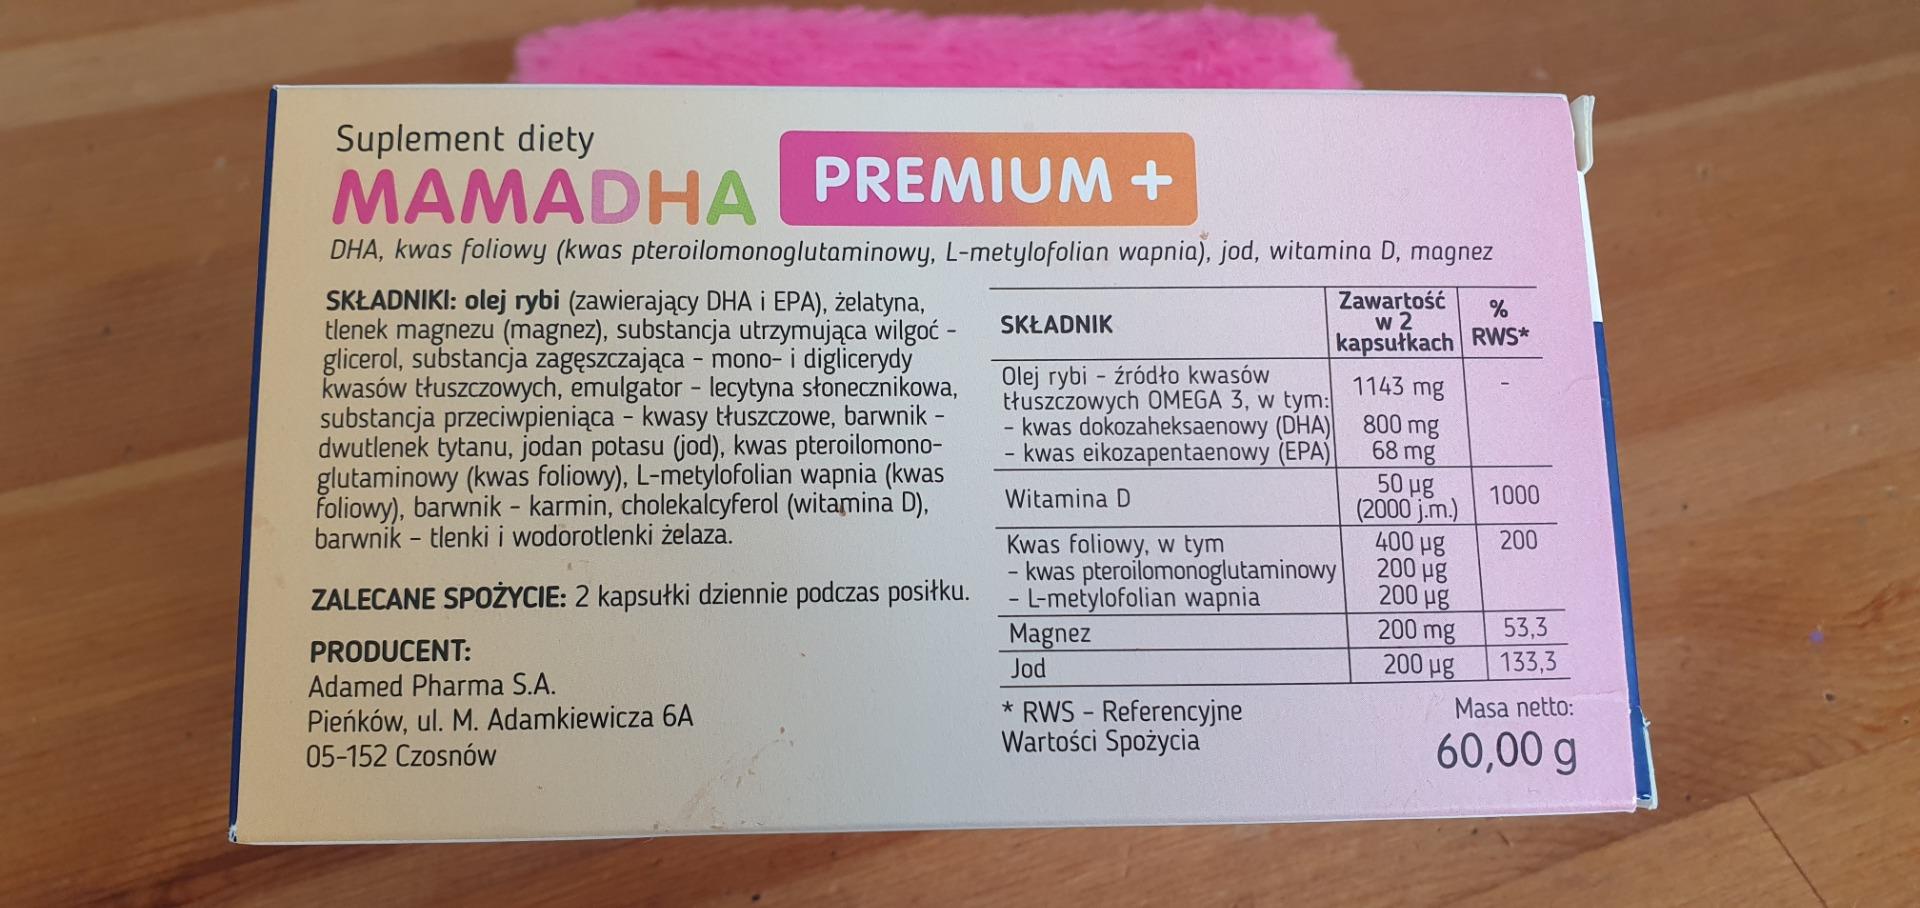 Suplement diety
MAMADHA PREMIUM +
DHA, kwas foliowy (kwas pteroilomonoglutaminowy, L-metylofolian wapnia), jod, witamina D, magnez
SKŁADNIKI: olej rybi (zawierający DHA i EPA), żelatyna,
tlenek magnezu (magnez), substancja utrzymująca wilgoć –
glicerol, substancja zagęszczająca – mono- i diglicerydy
kwasów tłuszczowych, emulgator – lecytyna słonecznikowa,
substancja przeciwpieniąca – kwasy tłuszczowe, barwnik –
dwutlenek tytanu, jodan potasu (jod), kwas pteroilomono-
glutaminowy (kwas foliowy), L-metylofolian wapnia (kwas
foliowy), barwnik – karmin, cholekalcyferol (witamina D),
barwnik – tlenki i wodorotlenki żelaza.
ZALECANE SPOŻYCIE: 2 kapsułki dziennie podczas posiłku.
PRODUCENT:
Adamed Pharma S.A.
Pieńków, ul. M. Adamkiewicza 6A
05-152 Czosnów
SKŁADNIK Zawartość w 2 kapsułkach % RWS*
Olej rybi – źródło kwasów
tłuszczowych OMEGA 3, w tym: 1143 mg -
– kwas dokozaheksaenowy (DHA) 800 mg
– kwas eikozapentaenowy (EPA) 68 mg
Witamina D 50 µg (2000 j.m.) 1000
Kwas foliowy, w tym 400 µg 200
– kwas pteroilomonoglutaminowy 200 µg
– L-metylofolian wapnia 200 µg
Magnez 200 mg 53,3
Jod 200 µg 133,3
* RWS – Referencyjne
Wartości Spożycia
Masa netto:
60,00 g